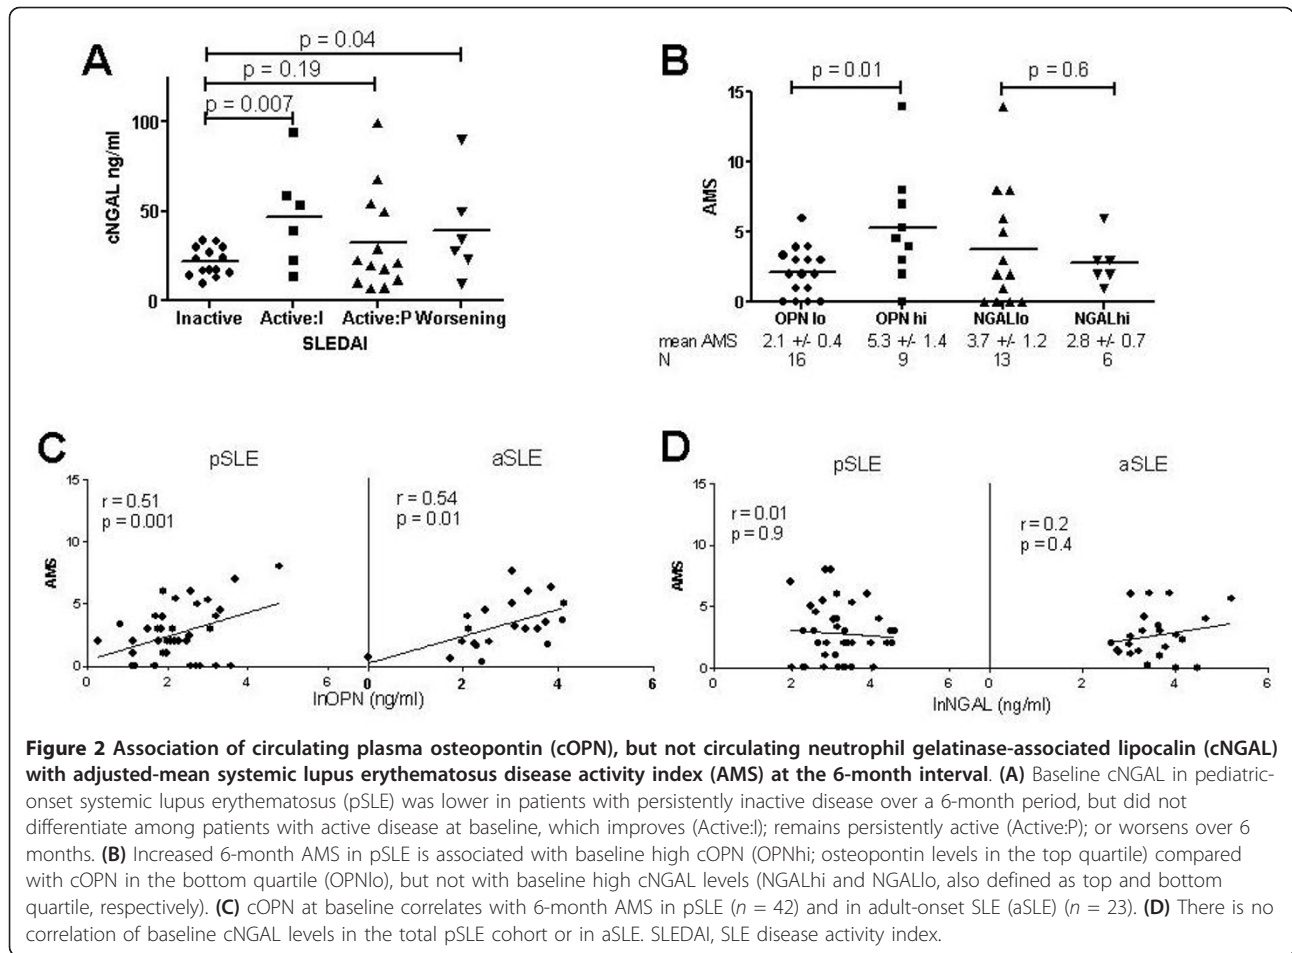 A
p = 0.04
p = 0.19
p = 0.007
cNGAL ng/ml
100
50
0
Inactive Active:I Active:P Worsening
SLEDAI
B
p = 0.01 p = 0.6
AMS
15
10
5
0
OPN lo OPN hi NGALlo NGALhi
mean AMS 2.1 +/- 0.4 5.3 +/- 1.4 3.7 +/- 1.2 2.8 +/- 0.7
N 16 9 13 6
C
pSLE aSLE
15
r = 0.51
p = 0.001
r = 0.54
p = 0.01
10
AMS
5
0
0 2 4 0 2 4 6
lnOPN (ng/ml)
D
pSLE aSLE
15
r = 0.01
p = 0.9
r = 0.2
p = 0.4
10
AMS
5
0
0 2 4 0 2 4 6
lnNGAL (ng/ml)
Figure 2 Association of circulating plasma osteopontin (cOPN), but not circulating neutrophil gelatinase-associated lipocalin (cNGAL)
with adjusted-mean systemic lupus erythematosus disease activity index (AMS) at the 6-month interval. (A) Baseline cNGAL in pediatric-
onset systemic lupus erythematosus (pSLE) was lower in patients with persistently inactive disease over a 6-month period, but did not
differentiate among patients with active disease at baseline, which improves (Active:I); remains persistently active (Active:P); or worsens over 6
months. (B) Increased 6-month AMS in pSLE is associated with baseline high cOPN (OPNhi; osteopontin levels in the top quartile) compared
with cOPN in the bottom quartile (OPNlo), but not with baseline high cNGAL levels (NGALhi and NGALlo, also defined as top and bottom
quartile, respectively). (C) cOPN at baseline correlates with 6-month AMS in pSLE (n = 42) and in adult-onset SLE (aSLE) (n = 23). (D) There is no
correlation of baseline cNGAL levels in the total pSLE cohort or in aSLE. SLEDAI, SLE disease activity index.